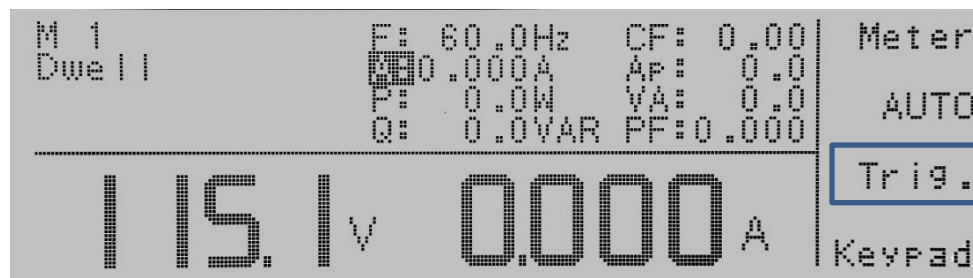 M 1 F: 60.0Hz CF: 0.00 Meter
Dwell 0.000A Ap: 0.0
P: 0.0W VA: 0.0 AUTO
Q: 0.0VAR PF:0.000
Trig.
115.1V 0.000 A
Keypad